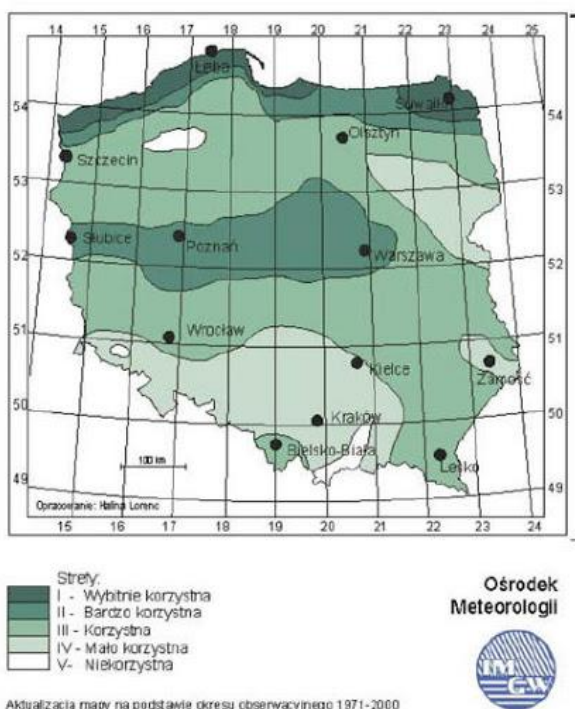 14 15 16 17 18 19 20 21 22 23 24 25
Łeba
54
Suwałki
54
Olsztyn
Szczecin
53
53
Słubice
Poznań
52
Warszawa
52
51
Wrocław
51
Kielce
Zamość
50
Kraków
50
Bielsko-Biała
Lesko
100 km
49
49
Opracowanie: Halina Lorenc
15 16 17 18 19 20 21 22 23 24
Strefy:
I - Wybitnie korzystna
II - Bardzo korzystna
III - Korzystna
IV - Mało korzystna
V- Niekorzystna
Ośrodek
Meteorologii
IM
GW
Aktualizacja mapy na podstawie okresu obserwacyjnego 1971-2000